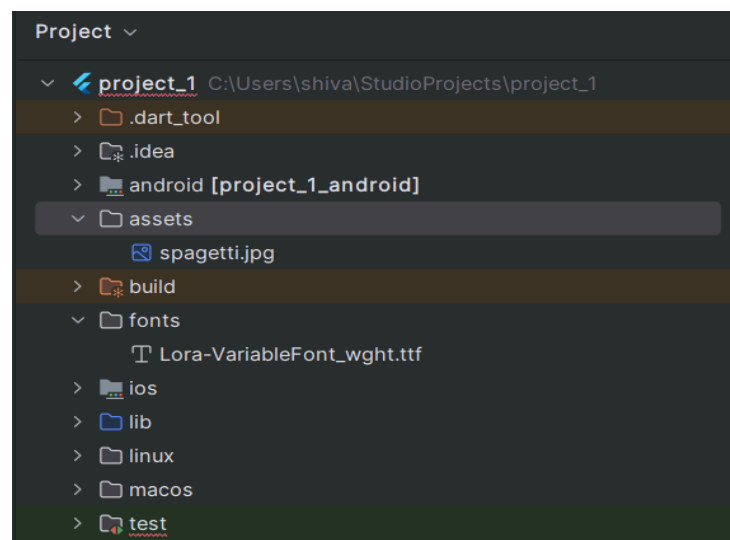 Project
project_1 C:\Users\shiva\StudioProjects\project_1
.dart_tool
.idea
android [project_1_android]
assets
spagetti.jpg
build
fonts
Lora-VariableFont_wght.ttf
ios
lib
linux
macos
test